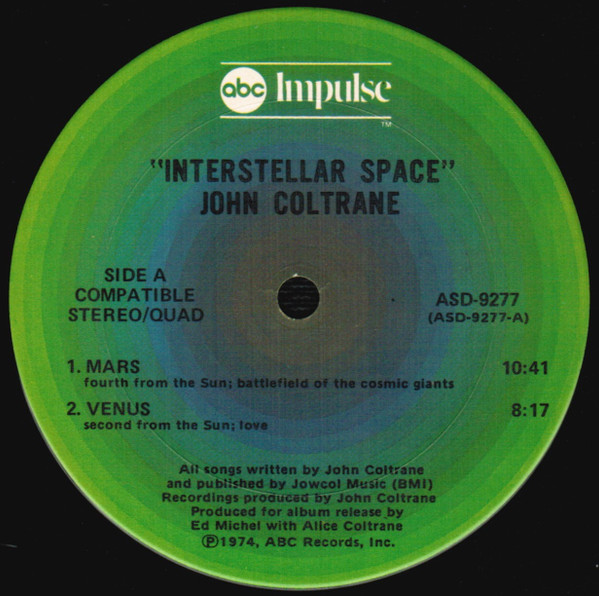 abc Impulse
TM
"INTERSTELLAR SPACE"
JOHN COLTRANE
SIDE A
COMPATIBLE
STEREO/QUAD
ASD-9277
(ASD-9277-A)
1. MARS 10:41
fourth from the Sun; battlefield of the cosmic giants
2. VENUS 8:17
second from the Sun; love
All songs written by John Coltrane
and published by Jowcol Music (BMI)
Recordings produced by John Coltrane
Produced for album release by
Ed Michel with Alice Coltrane
Ⓟ1974, ABC Records, Inc.